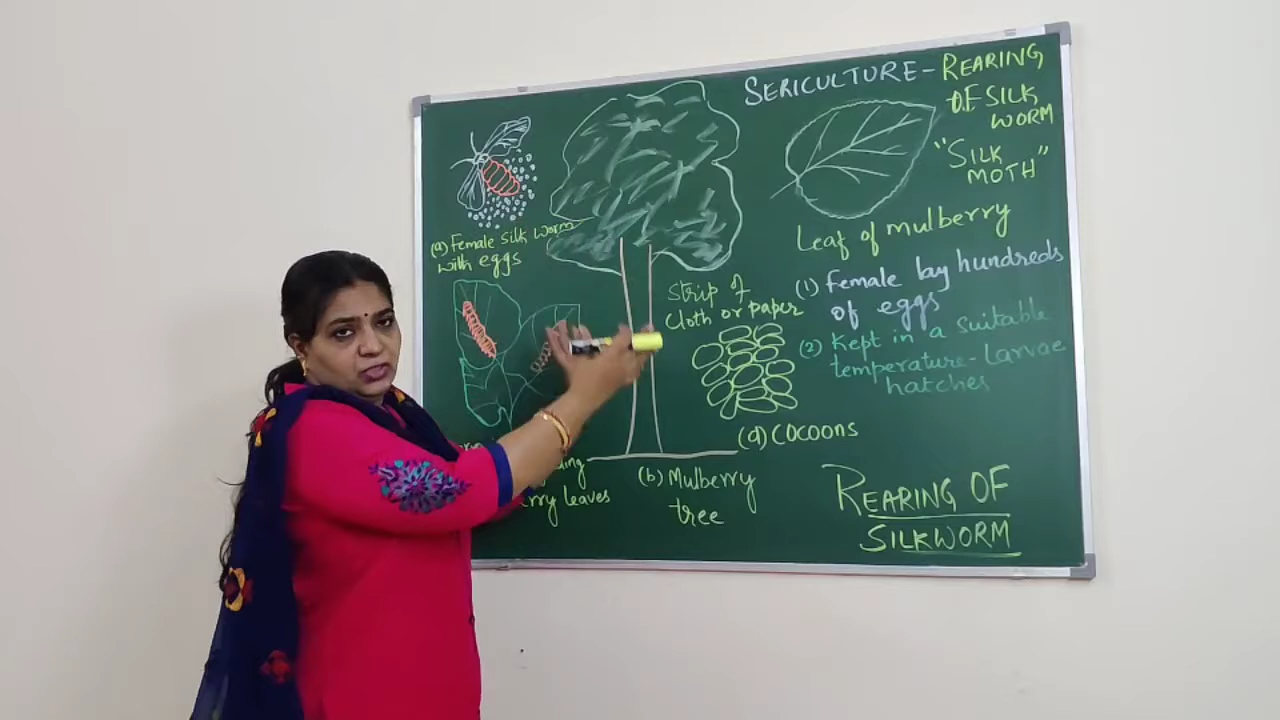 SERICULTURE - REARING
OF SILK
WORM
"SILK
MOTH"
(a) Female silk worm
with eggs
Leaf of mulberry
Strip of
cloth or paper
(1) Female lay hundreds
of eggs
(2) Kept in a suitable
temperature - Larvae
hatches
(d) COCOONS
leaves
(b) Mulberry
tree
REARING OF
SILKWORM